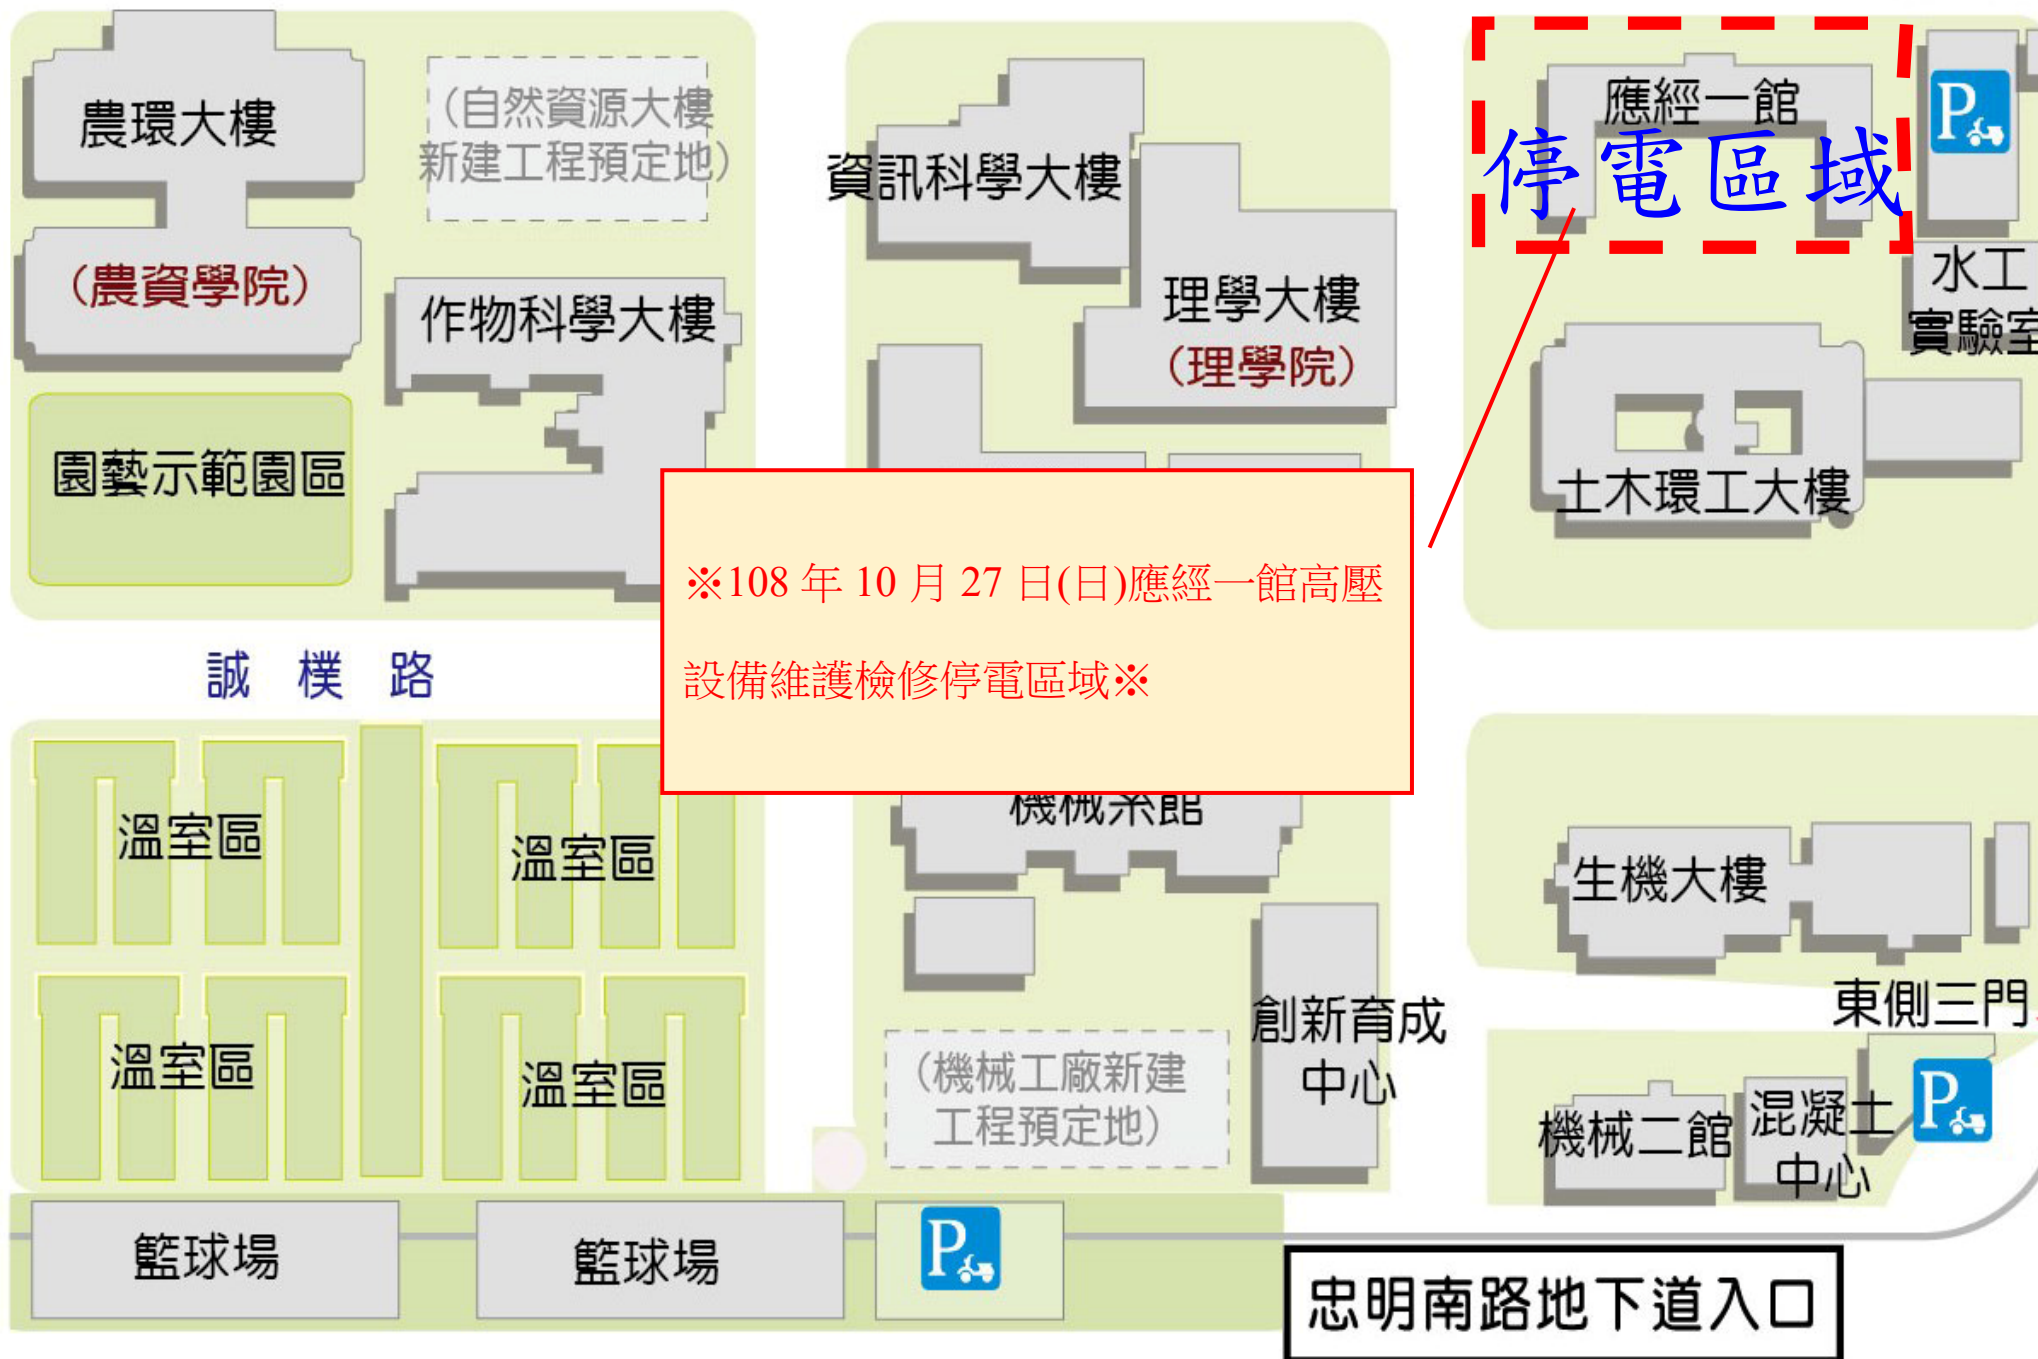 農環大樓
(自然資源大樓
新建工程預定地)
資訊科學大樓
應經一館
停電區域
P
(農資學院)
作物科學大樓
理學大樓
(理學院)
水工
實驗室
園藝示範園區
土木環工大樓
※108 年 10 月 27 日(日)應經一館高壓
設備維護檢修停電區域※
誠 樸 路
機械系館
溫室區
溫室區
生機大樓
東側三門
溫室區
溫室區
(機械工廠新建
工程預定地)
創新育成
中心
機械二館
混凝土
中心
P
籃球場
籃球場
P
忠明南路地下道入口